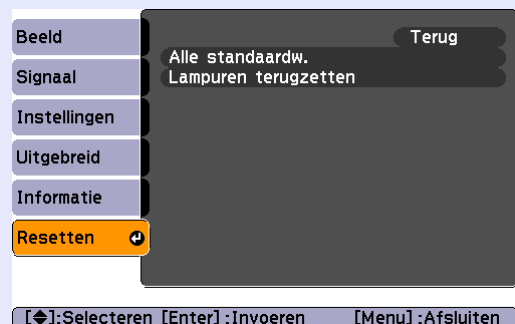 Beeld
Signaal
Instellingen
Uitgebreid
Informatie
Resetten
Terug
Alle standaardw.
Lampuren terugzetten
[◆]:Selecteren [Enter]:Invoeren [Menu]:Afsluiten